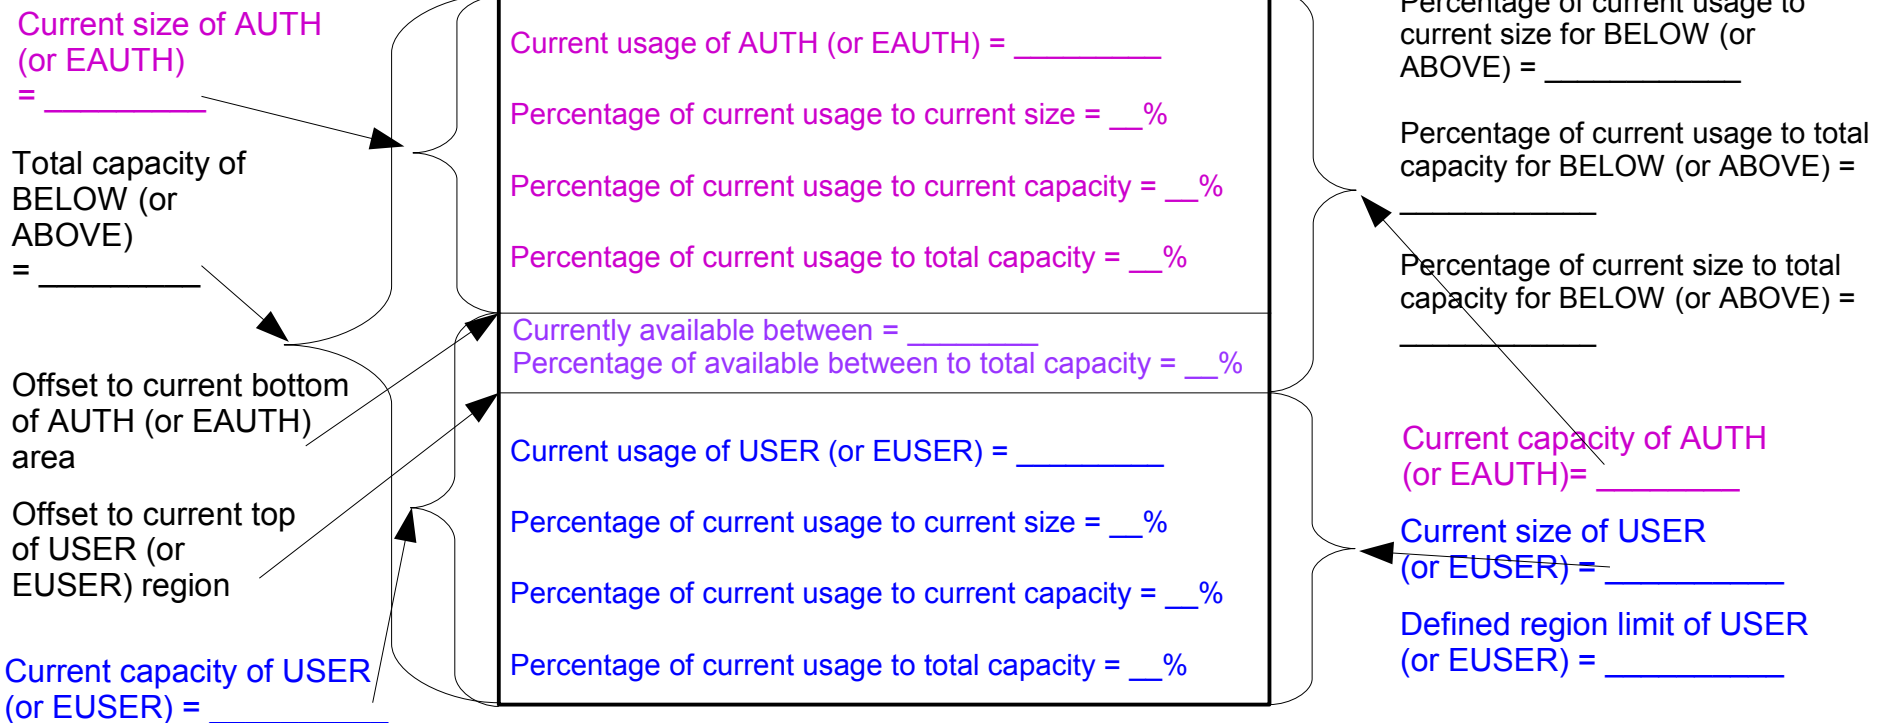 Current size of AUTH
(or EAUTH)
= _________
Total capacity of
BELOW (or
ABOVE)
= _________
Offset to current bottom
of AUTH (or EAUTH)
area
Offset to current top
of USER (or
EUSER) region
Current capacity of USER
(or EUSER) = __________
Current usage of AUTH (or EAUTH) = _________
Percentage of current usage to current size = __%
Percentage of current usage to current capacity = __%
Percentage of current usage to total capacity = __%
Currently available between = ________
Percentage of available between to total capacity = __%
Current usage of USER (or EUSER) = _________
Percentage of current usage to current size = __%
Percentage of current usage to current capacity = __%
Percentage of current usage to total capacity = __%
Percentage of current usage to
current size for BELOW (or
ABOVE) = ____________
Percentage of current usage to total
capacity for BELOW (or ABOVE) =
____________
Percentage of current size to total
capacity for BELOW (or ABOVE) =
____________
Current capacity of AUTH
(or EAUTH)= ________
Current size of USER
(or EUSER) = __________
Defined region limit of USER
(or EUSER) = __________